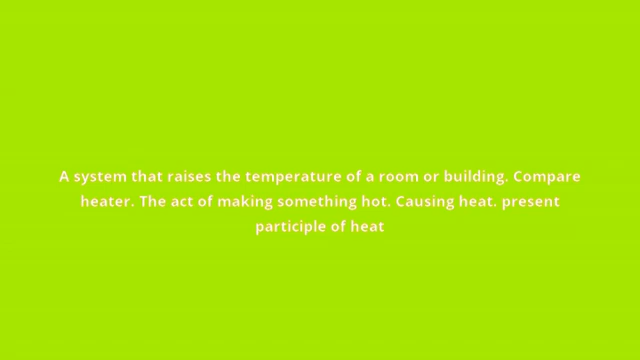 A system that raises the temperature of a room or building. Compare
heater. The act of making something hot. Causing heat. present
participle of heat